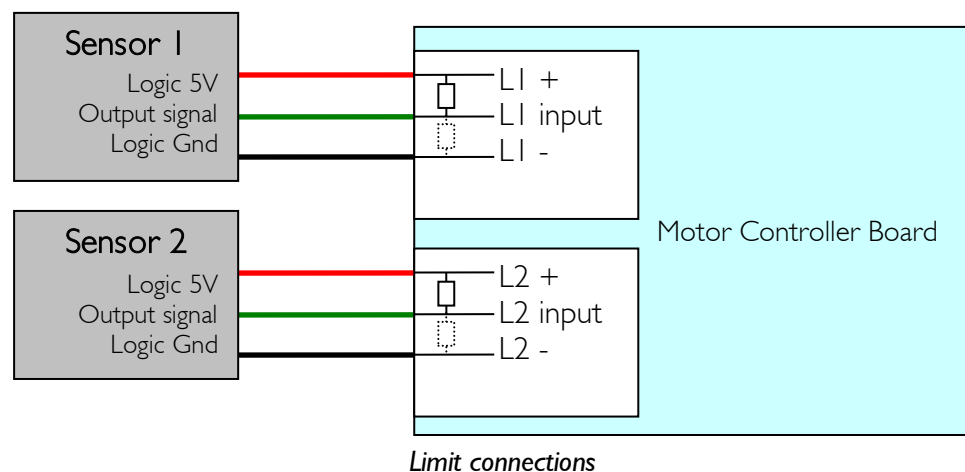 Sensor 1
Logic 5V
Output signal
Logic Gnd
L1 +
L1 input
L1 -
Sensor 2
Logic 5V
Output signal
Logic Gnd
L2 +
L2 input
L2 -
Motor Controller Board
Limit connections